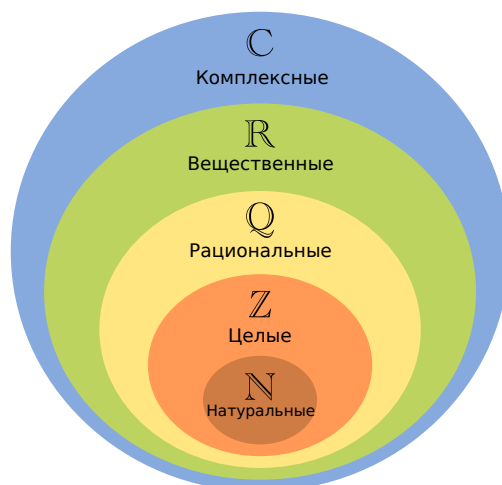 ℂ
Комплексные
ℝ
Вещественные
ℚ
Рациональные
ℤ
Целые
ℕ
Натуральные